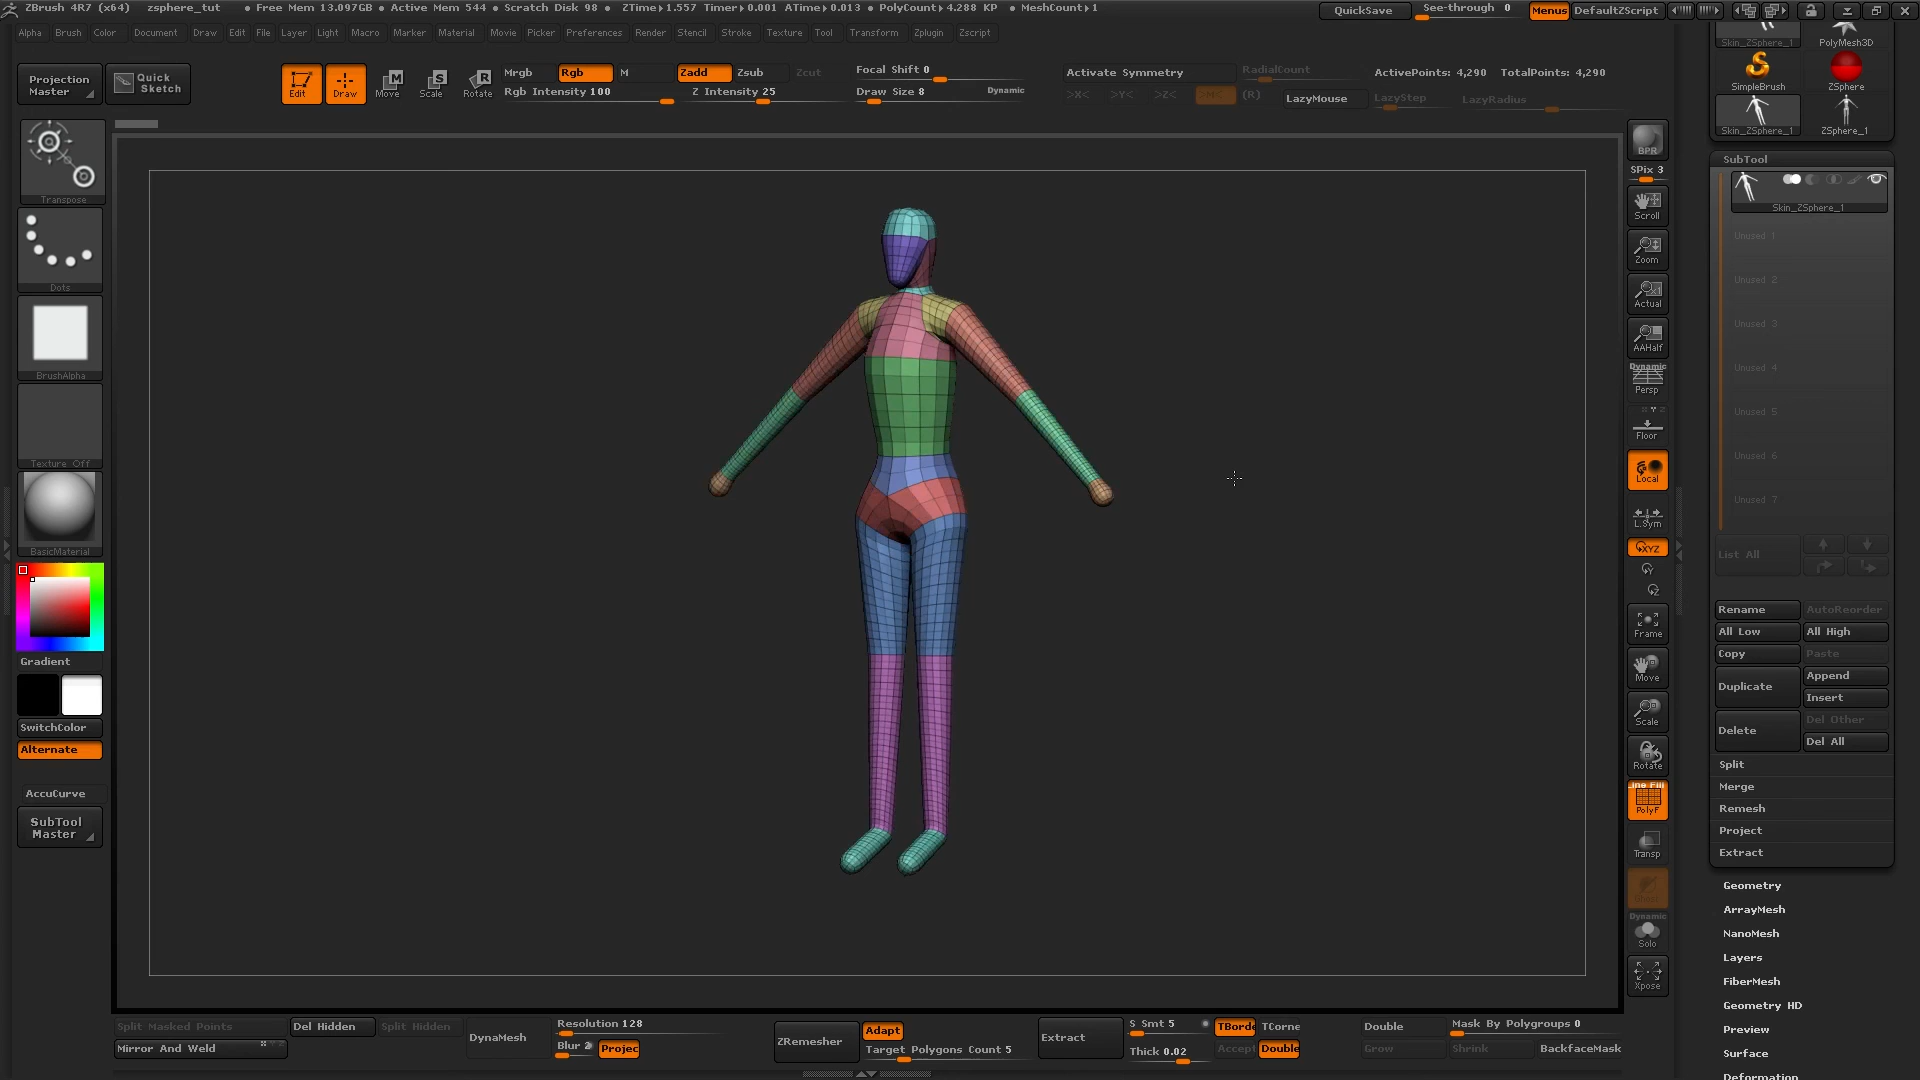 ZBrush 4R7 (x64) zsphere_tut • Free Mem 13.097GB • Active Mem 544 • Scratch Disk 98 • ZTime▸1.557 Timer▸0.001 ATime▸0.013 • PolyCount▸4.288 KP • MeshCount▸1 QuickSave See-through 0 Menus DefaultZScript
Alpha Brush Color Document Draw Edit File Layer Light Macro Marker Material Movie Picker Preferences Render Stencil Stroke Texture Tool Transform Zplugin Zscript
Projection Master
Quick Sketch
Edit Draw Move Scale Rotate
Mrgb Rgb M Zadd Zsub Zcut
Rgb Intensity 100 Z Intensity 25
Focal Shift 0
Draw Size 8 Dynamic
Activate Symmetry RadialCount
>X< >Y< >Z< >M< (R)
LazyMouse LazyStep LazyRadius
ActivePoints: 4,290 TotalPoints: 4,290
Transpose
Dots
BrushAlpha
Texture Off
BasicMaterial
Gradient
SwitchColor
Alternate
AccuCurve
SubTool Master
BPR
SPix 3
Scroll
Zoom
Actual
AAHalf
Dynamic
Persp
Floor
Local
L.Sym
XYZ
Frame
Move
Scale
Rotate
Line Fill
PolyF
Transp
Dynamic
Solo
Xpose
Skin_ZSphere_1 PolyMesh3D
SimpleBrush ZSphere
Skin_ZSphere_1 ZSphere_1
SubTool
Skin_ZSphere_1
Unused 1
Unused 2
Unused 3
Unused 4
Unused 5
Unused 6
Unused 7
List All
Rename AutoReorder
All Low All High
Copy Paste
Duplicate Append
Insert
Delete Del Other
Del All
Split
Merge
Remesh
Project
Extract
Geometry
ArrayMesh
NanoMesh
Layers
FiberMesh
Geometry HD
Preview
Surface
Deformation
Split Masked Points Del Hidden Split Hidden
Mirror And Weld
DynaMesh
Resolution 128
Blur 2 Projec
ZRemesher
Adapt
Target Polygons Count 5
Extract
S Smt 5 TBorde TCorne
Thick 0.02 Accept Double
Double Mask By Polygroups 0
Grow Shrink BackfaceMask